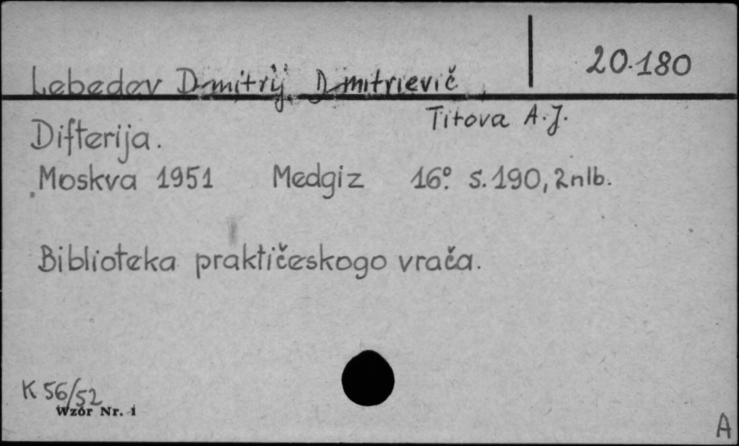 20.180
Lebedev Dmitrij Dmitrievič
Titova A.J.
Difterija.
Moskva 1951 Medgiz 16° s.190, 2nlb.
Biblioteka praktičeskogo vrača.
K 56/52
Wzór Nr. 1
A